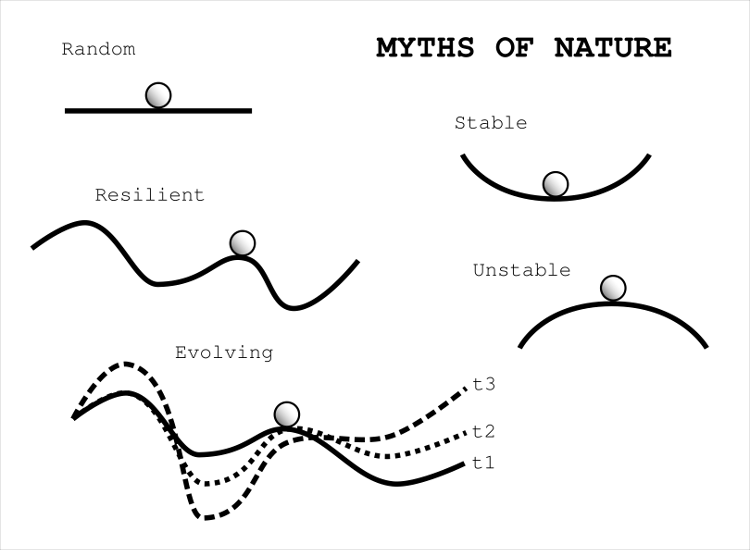 MYTHS OF NATURE
Random
Stable
Resilient
Unstable
Evolving
t3
t2
t1